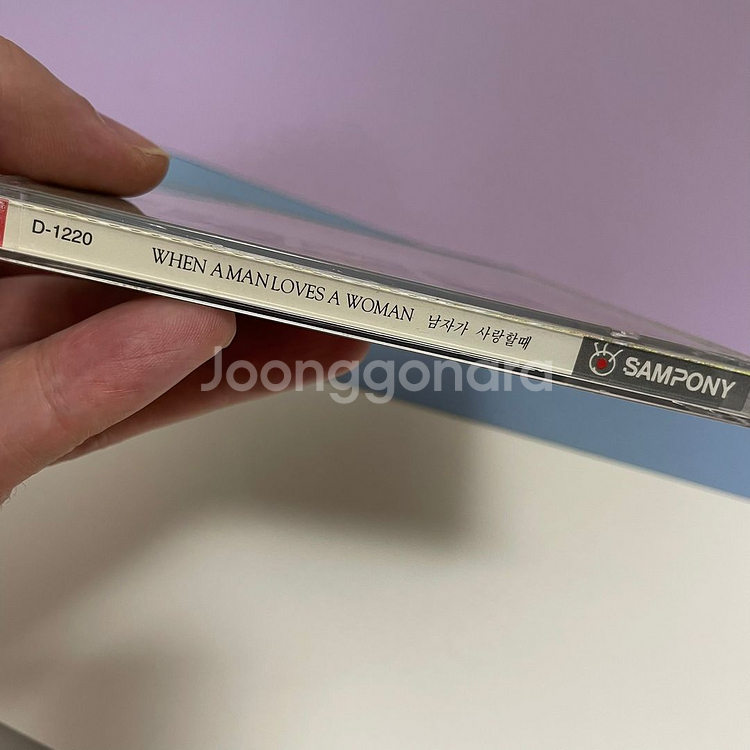 D-1220 WHEN A MAN LOVES A WOMAN 남자가 사랑할때 SAMPONY
Joonggonara